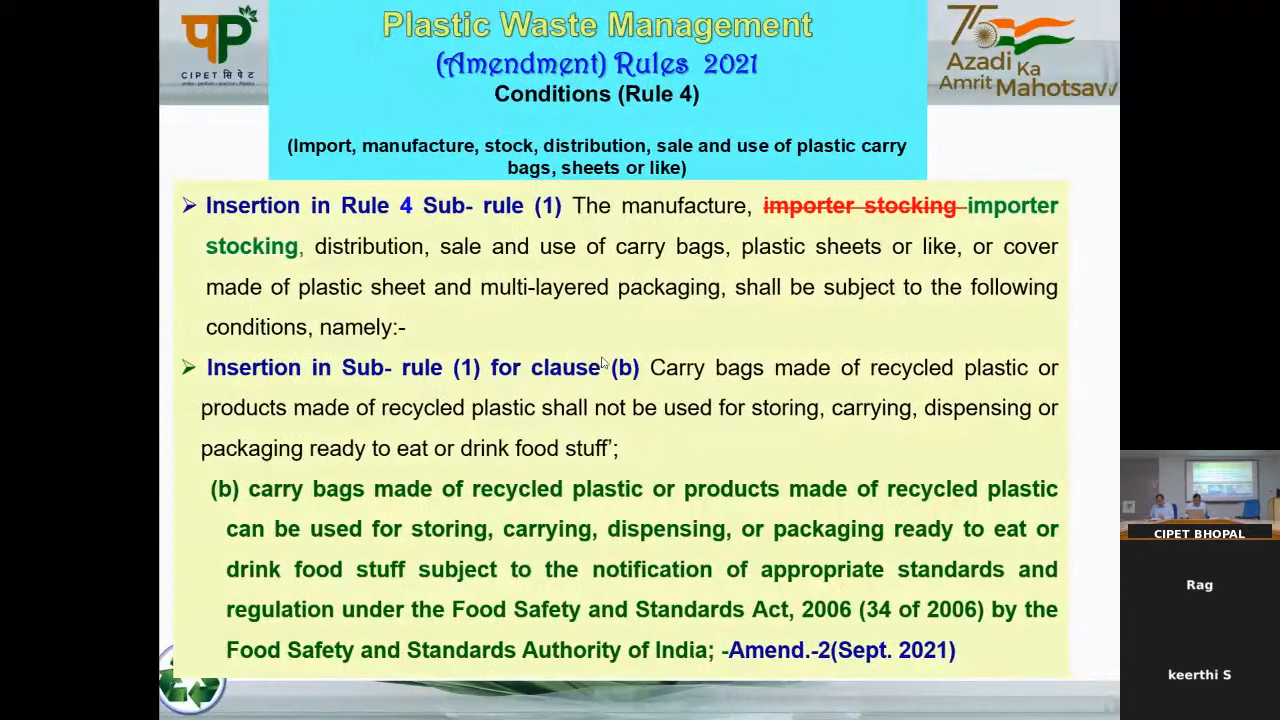 CIPET सिपेट
Plastic Waste Management
(Amendment) Rules 2021
Conditions (Rule 4)
(Import, manufacture, stock, distribution, sale and use of plastic carry
bags, sheets or like)
75
Azadi Ka
Amrit Mahotsav
➢ Insertion in Rule 4 Sub- rule (1) The manufacture, importer stocking importer
stocking, distribution, sale and use of carry bags, plastic sheets or like, or cover
made of plastic sheet and multi-layered packaging, shall be subject to the following
conditions, namely:-
➢ Insertion in Sub- rule (1) for clause (b) Carry bags made of recycled plastic or
products made of recycled plastic shall not be used for storing, carrying, dispensing or
packaging ready to eat or drink food stuff’;
(b) carry bags made of recycled plastic or products made of recycled plastic
can be used for storing, carrying, dispensing, or packaging ready to eat or
drink food stuff subject to the notification of appropriate standards and
regulation under the Food Safety and Standards Act, 2006 (34 of 2006) by the
Food Safety and Standards Authority of India; -Amend.-2(Sept. 2021)
CIPET BHOPAL
Rag
keerthi S